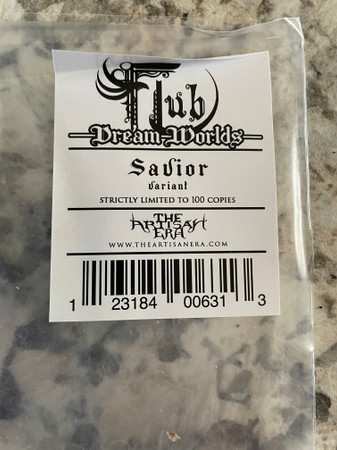 Flub
Dream Worlds
Savior
variant
STRICTLY LIMITED TO 100 COPIES
THE
ARTISAN
ERA
WWW.THEARTISANERA.COM
1 23184 00631 3